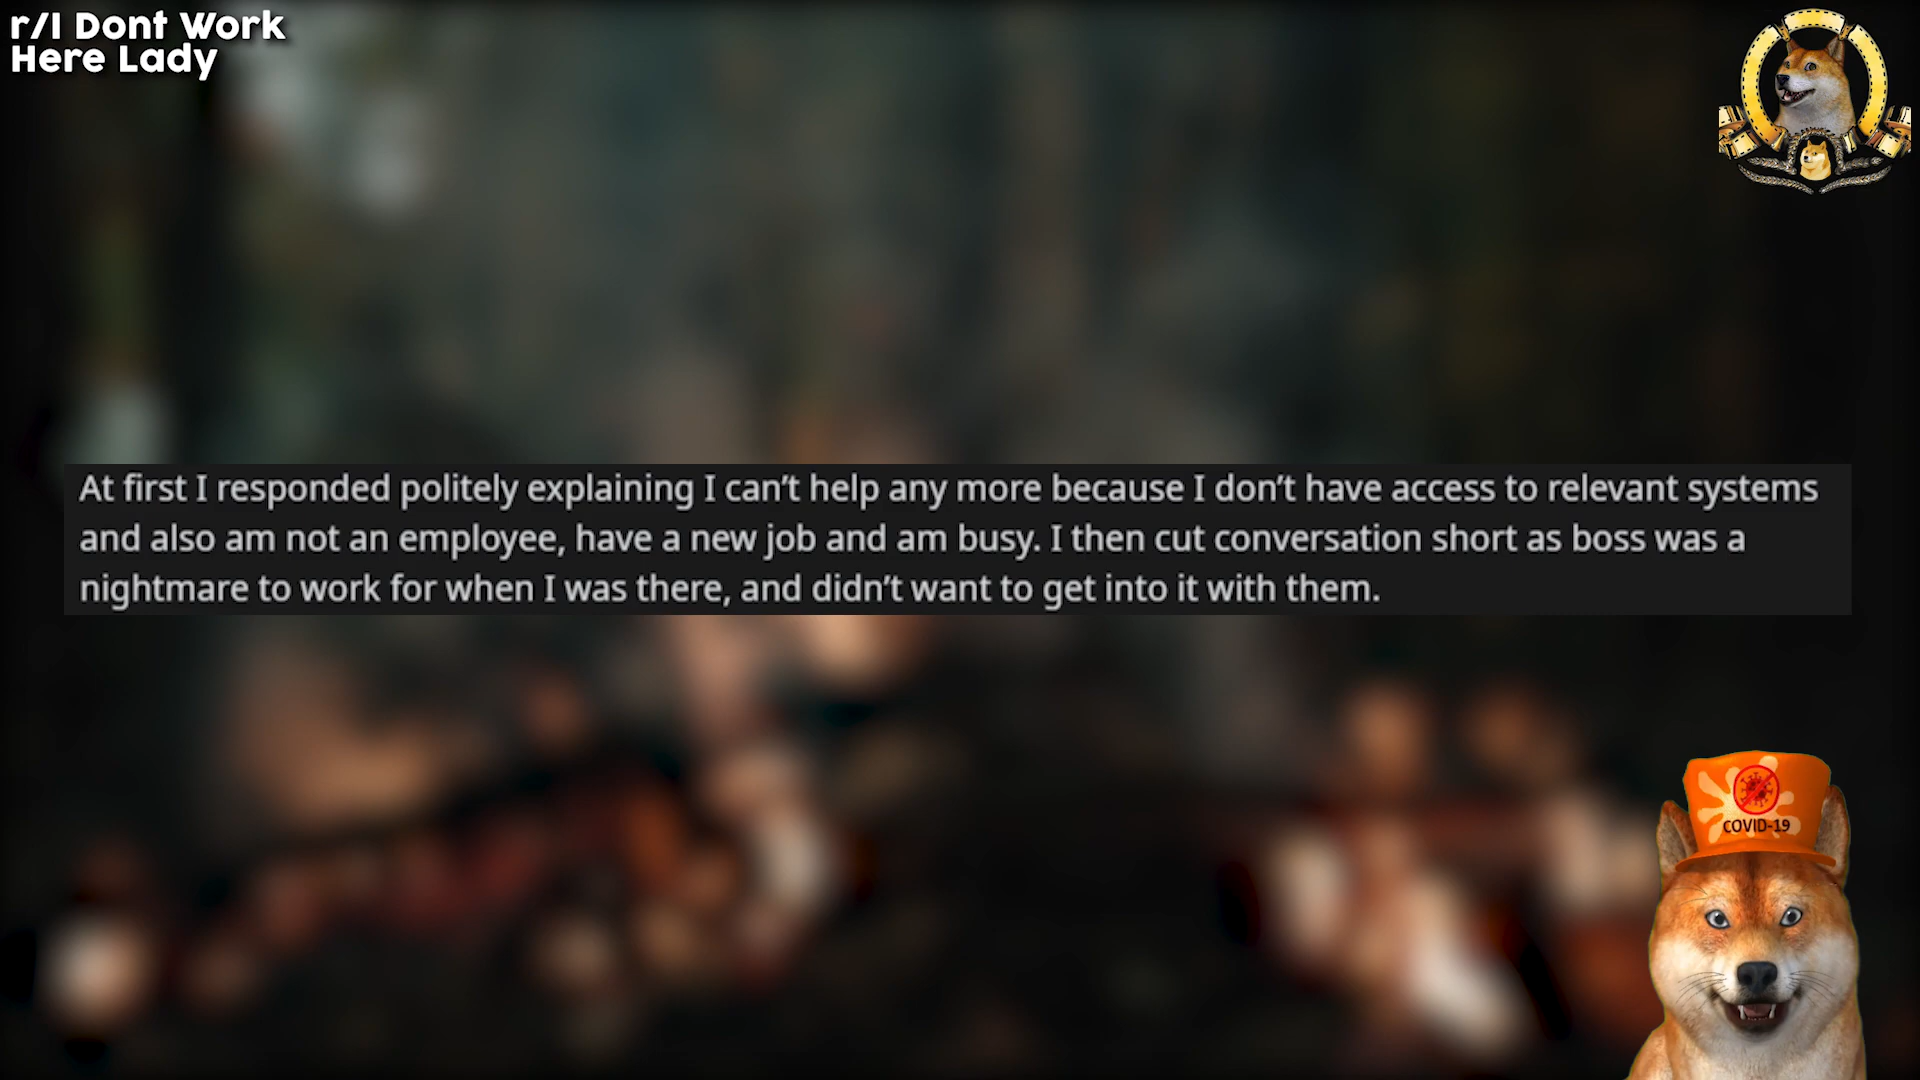 r/I Dont Work
Here Lady
At first I responded politely explaining I can’t help any more because I don’t have access to relevant systems
and also am not an employee, have a new job and am busy. I then cut conversation short as boss was a
nightmare to work for when I was there, and didn’t want to get into it with them.
COVID-19